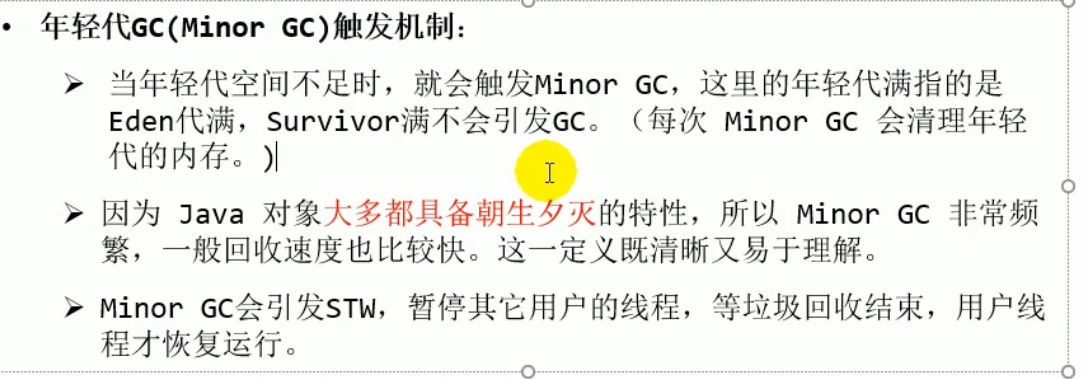 • 年轻代GC(Minor GC)触发机制：
➢ 当年轻代空间不足时，就会触发Minor GC，这里的年轻代满指的是
Eden代满，Survivor满不会引发GC。（每次 Minor GC 会清理年轻
代的内存。)
➢ 因为 Java 对象大多都具备朝生夕灭的特性，所以 Minor GC 非常频
繁，一般回收速度也比较快。这一定义既清晰又易于理解。
➢ Minor GC会引发STW，暂停其它用户的线程，等垃圾回收结束，用户线
程才恢复运行。